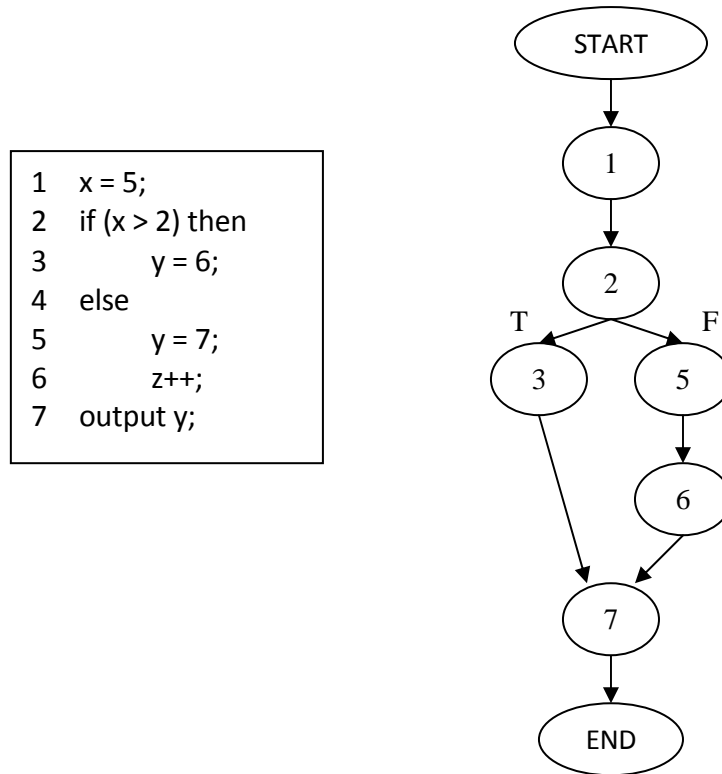 1 x = 5;
2 if (x > 2) then
3 y = 6;
4 else
5 y = 7;
6 z++;
7 output y;
START
1
2
T F
3 5
6
7
END